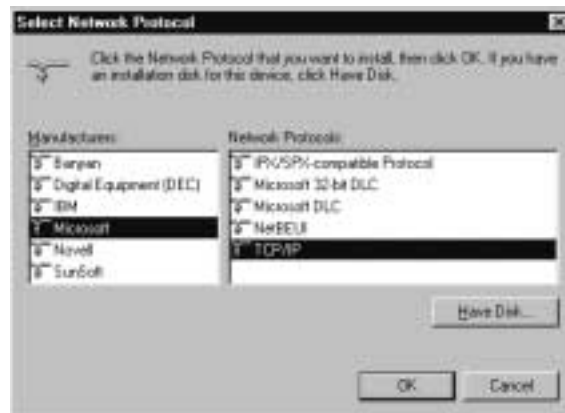 Select Network Protocol
Click the Network Protocol that you want to install, then click OK. If you have
an installation disk for this device, click Have Disk.
Manufacturers:
Network Protocols:
Banyan
Digital Equipment (DEC)
IBM
Microsoft
Novell
SunSoft
IPX/SPX-compatible Protocol
Microsoft 32-bit DLC
Microsoft DLC
NetBEUI
TCP/IP
Have Disk...
OK
Cancel